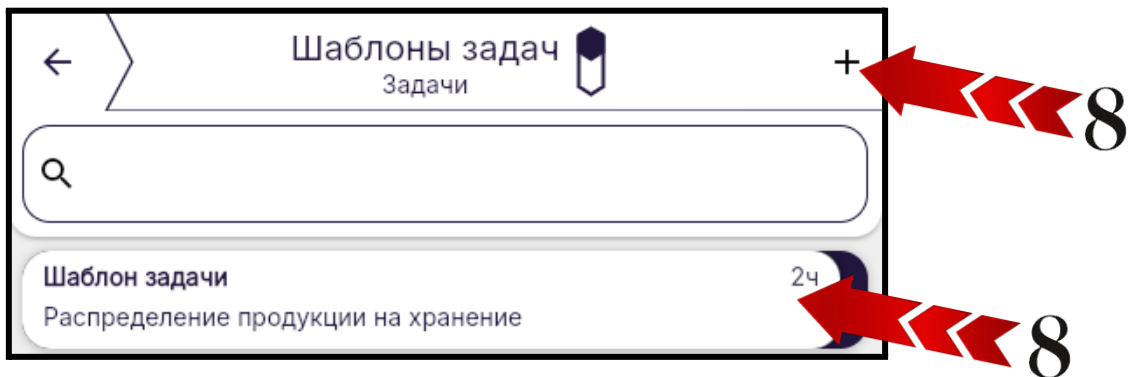 Шаблоны задач
Задачи
+
8
Шаблон задачи
2ч
Распределение продукции на хранение
8